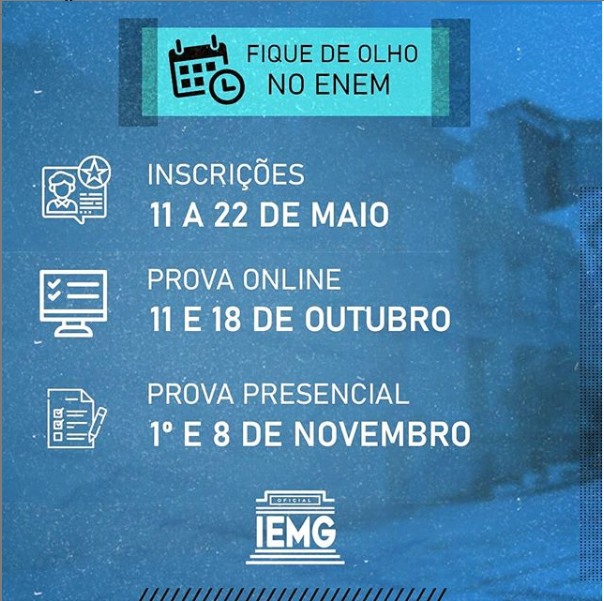 FIQUE DE OLHO
NO ENEM
INSCRIÇÕES
11 A 22 DE MAIO
PROVA ONLINE
11 E 18 DE OUTUBRO
PROVA PRESENCIAL
1º E 8 DE NOVEMBRO
OFICIAL
IEMG